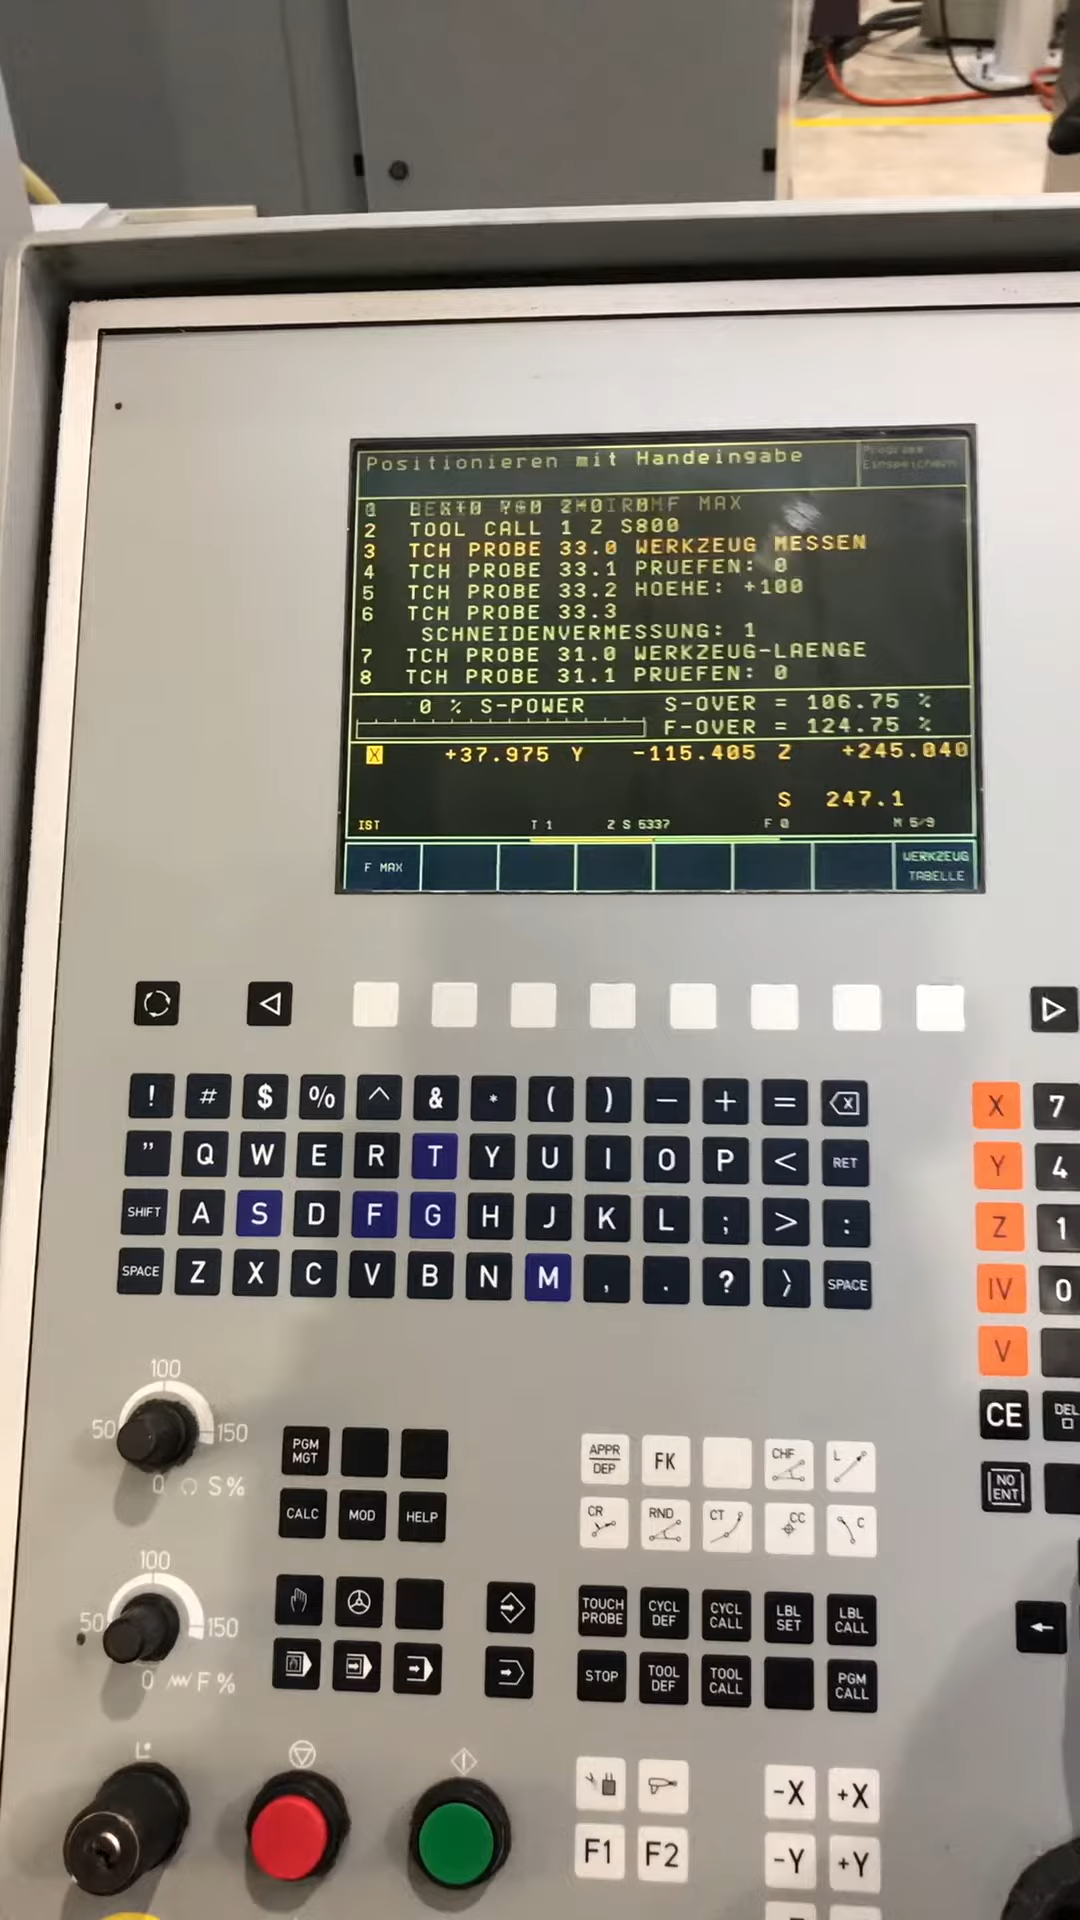 Positionieren mit Handeingabe
Programm
Einspeichern
2 TOOL CALL 1 Z S800
3 TCH PROBE 33.0 WERKZEUG MESSEN
4 TCH PROBE 33.1 PRUEFEN: 0
5 TCH PROBE 33.2 HOEHE: +100
6 TCH PROBE 33.3
SCHNEIDENVERMESSUNG: 1
7 TCH PROBE 31.0 WERKZEUG-LAENGE
8 TCH PROBE 31.1 PRUEFEN: 0
0 % S-POWER S-OVER = 106.75 %
F-OVER = 124.75 %
X +37.975 Y -115.405 Z +245.040
S 247.1
IST T 1 Z S 5337 F 0 M 5/9
F MAX WERKZEUG
TABELLE
! # $ % ^ & * ( ) - + =
" Q W E R T Y U I O P < RET
SHIFT A S D F G H J K L ; > :
SPACE Z X C V B N M , . ? SPACE
X 7
Y 4
Z 1
IV 0
V
CE DEL
NO
ENT
100
50 150
0 S %
100
50 150
0 F %
PGM
MGT
CALC MOD HELP
APPR
DEP
FK CHF L
CR RND CT CC C
TOUCH
PROBE
CYCL
DEF
CYCL
CALL
LBL
SET
LBL
CALL
STOP
TOOL
DEF
TOOL
CALL
PGM
CALL
F1 F2
-X +X
-Y +Y